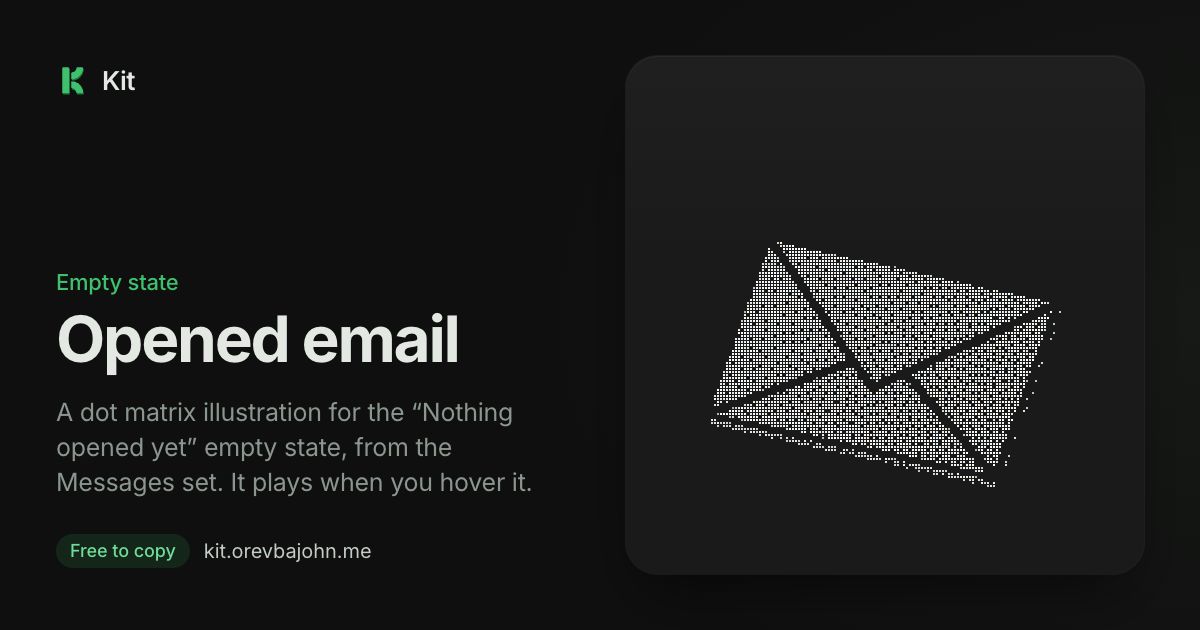 Kit
Empty state
Opened email
A dot matrix illustration for the “Nothing
opened yet” empty state, from the
Messages set. It plays when you hover it.
Free to copy
kit.orevbajohn.me